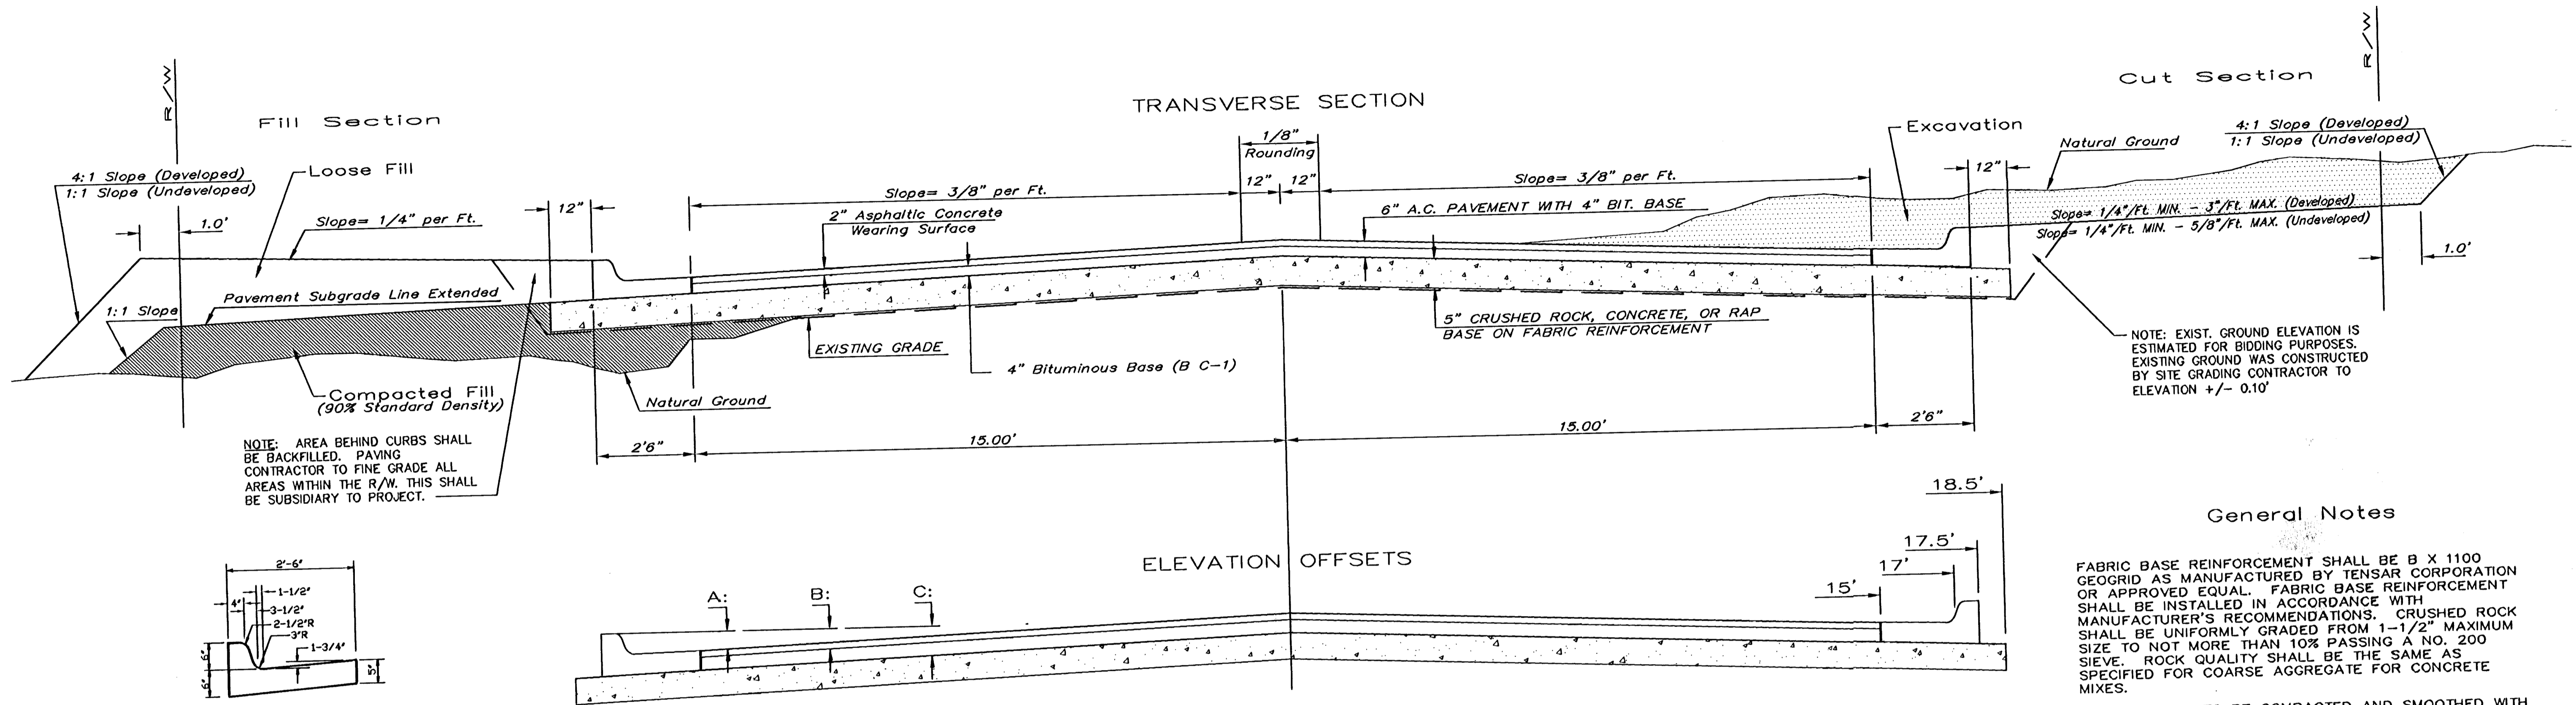 TRANSVERSE SECTION
R/W
Fill Section
4:1 Slope (Developed)
1:1 Slope (Undeveloped)
Loose Fill
1.0'
Slope= 1/4" per Ft.
12"
Slope= 3/8" per Ft.
2" Asphaltic Concrete
Wearing Surface
1/8"
Rounding
12"
12"
Slope= 3/8" per Ft.
6" A.C. PAVEMENT WITH 4" BIT. BASE
Excavation
Cut Section
R/W
Natural Ground
4:1 Slope (Developed)
1:1 Slope (Undeveloped)
12"
Slope= 1/4"/Ft. MIN. - 3"/Ft. MAX. (Developed)
Slope= 1/4"/Ft. MIN. - 5/8"/Ft. MAX. (Undeveloped)
1.0'
Pavement Subgrade Line Extended
1:1 Slope
EXISTING GRADE
4" Bituminous Base (B C-1)
5" CRUSHED ROCK, CONCRETE, OR RAP
BASE ON FABRIC REINFORCEMENT
Compacted Fill
(90% Standard Density)
Natural Ground
NOTE: EXIST. GROUND ELEVATION IS
ESTIMATED FOR BIDDING PURPOSES.
EXISTING GROUND WAS CONSTRUCTED
BY SITE GRADING CONTRACTOR TO
ELEVATION +/- 0.10'
NOTE: AREA BEHIND CURBS SHALL
BE BACKFILLED. PAVING
CONTRACTOR TO FINE GRADE ALL
AREAS WITHIN THE R/W. THIS SHALL
BE SUBSIDIARY TO PROJECT.
2'6"
15.00'
15.00'
2'6"
ELEVATION OFFSETS
A:
B:
C:
15'
17'
17.5'
18.5'
2'-6"
1-1/2"
4"
3-1/2"
2-1/2"R
3"R
1-3/4"
6"
6"
5"
General Notes
FABRIC BASE REINFORCEMENT SHALL BE B X 1100
GEOGRID AS MANUFACTURED BY TENSAR CORPORATION
OR APPROVED EQUAL. FABRIC BASE REINFORCEMENT
SHALL BE INSTALLED IN ACCORDANCE WITH
MANUFACTURER'S RECOMMENDATIONS. CRUSHED ROCK
SHALL BE UNIFORMLY GRADED FROM 1-1/2" MAXIMUM
SIZE TO NOT MORE THAN 10% PASSING A NO. 200
SIEVE. ROCK QUALITY SHALL BE THE SAME AS
SPECIFIED FOR COARSE AGGREGATE FOR CONCRETE
MIXES.
BE COMPACTED AND SMOOTHED WITH